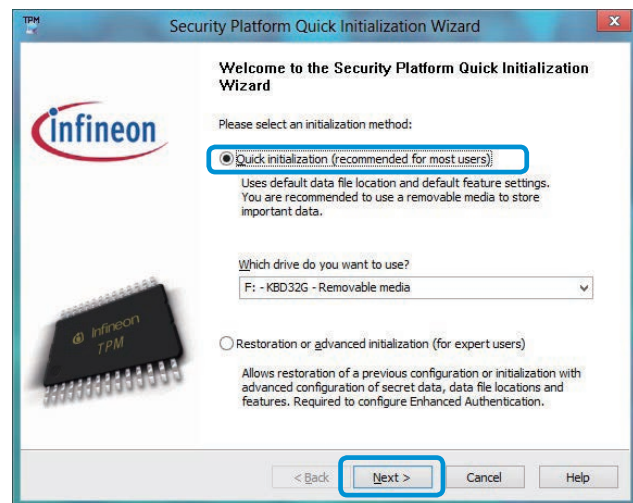 TPM
Security Platform Quick Initialization Wizard
x
Welcome to the Security Platform Quick Initialization
Wizard
infineon
Please select an initialization method:
Quick initialization (recommended for most users)
Uses default data file location and default feature settings.
You are recommended to use a removable media to store
important data.
Which drive do you want to use?
F: - KBD32G - Removable media
infineon
TPM
Restoration or advanced initialization (for expert users)
Allows restoration of a previous configuration or initialization with
advanced configuration of secret data, data file locations and
features. Required to configure Enhanced Authentication.
< Back Next > Cancel Help